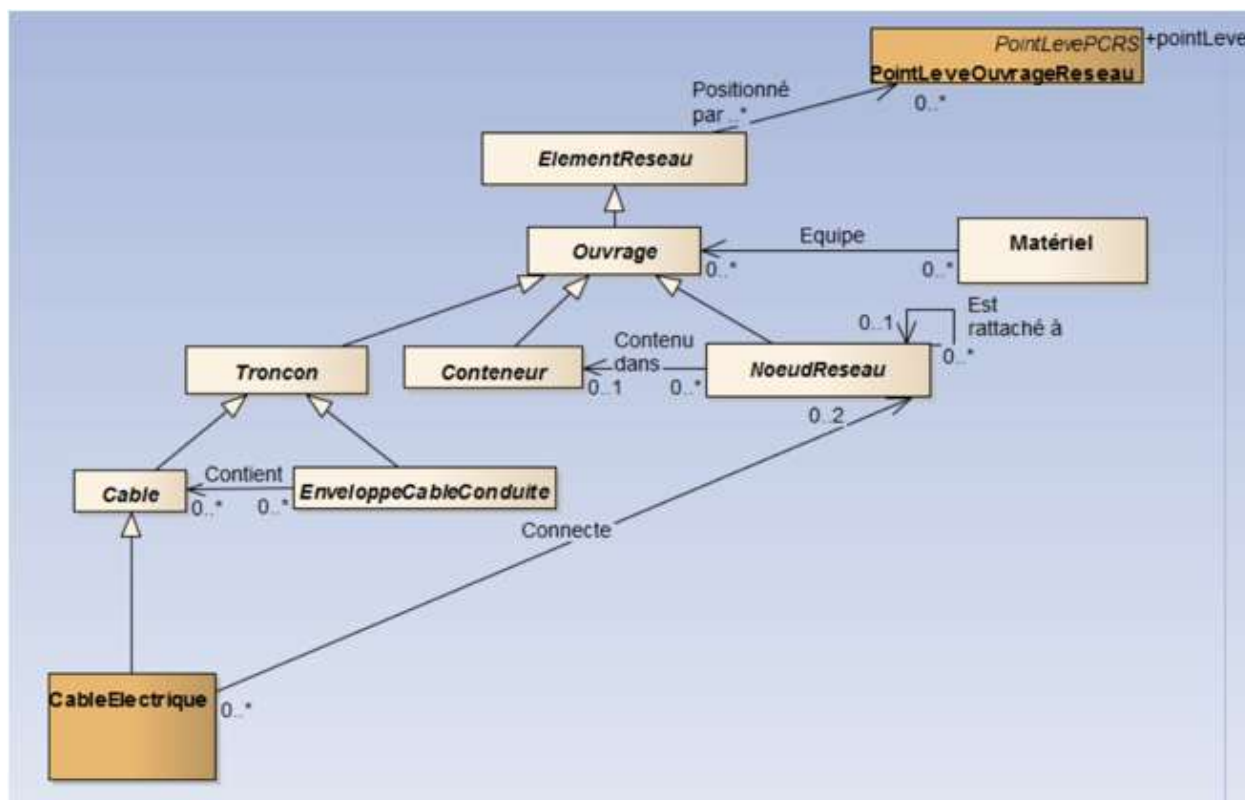 PointLevePCRS
+pointLeve
PointLeveOuvrageReseau
Positionné
par ..*
0..*
ElementReseau
Ouvrage
Equipe
0..*
0..*
Matériel
Est
rattaché à
0..1
0..*
Troncon
Conteneur
Contenu
dans
0..1
0..*
NoeudReseau
0..2
Cable
Contient
0..*
0..*
EnveloppeCableConduite
Connecte
CableElectrique
0..*